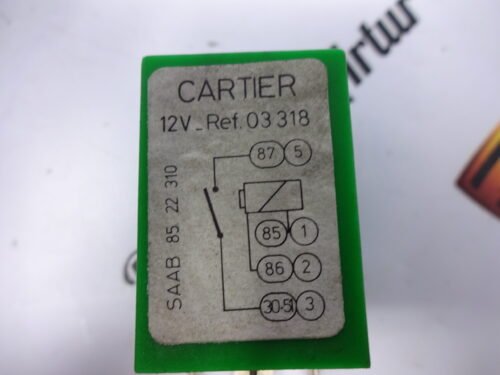 CARTIER
12V_Ref. 03 318
SAAB 85 22 310
87 5
85 1
86 2
30-51 3